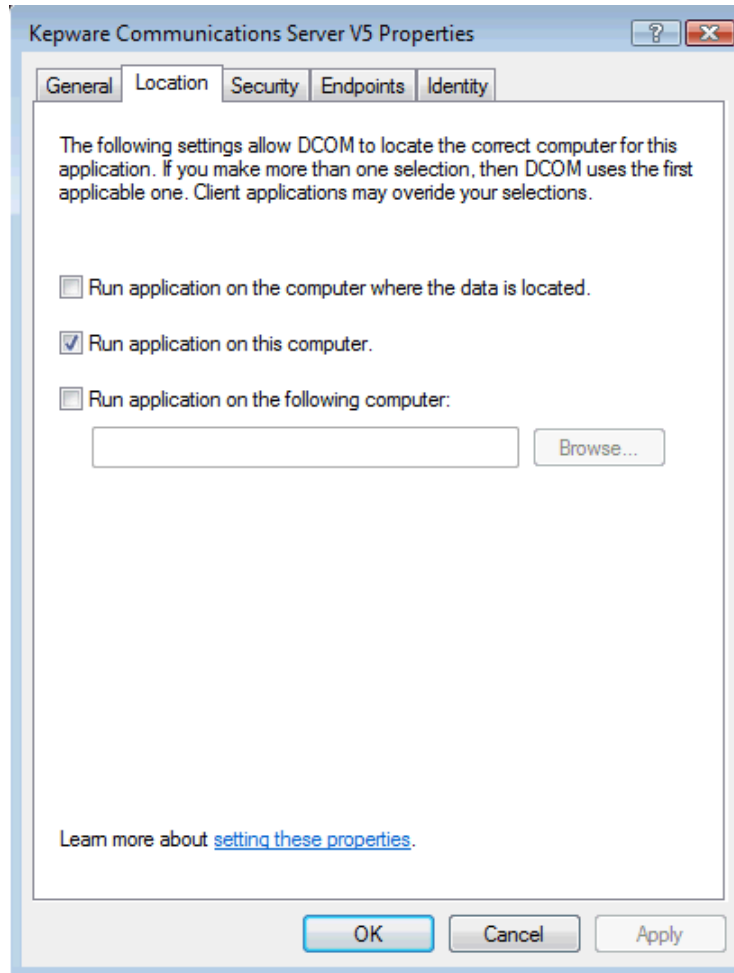 Kepware Communications Server V5 Properties
General Location Security Endpoints Identity
The following settings allow DCOM to locate the correct computer for this
application. If you make more than one selection, then DCOM uses the first
applicable one. Client applications may overide your selections.
Run application on the computer where the data is located.
Run application on this computer.
Run application on the following computer:
Browse...
Learn more about setting these properties.
OK Cancel Apply